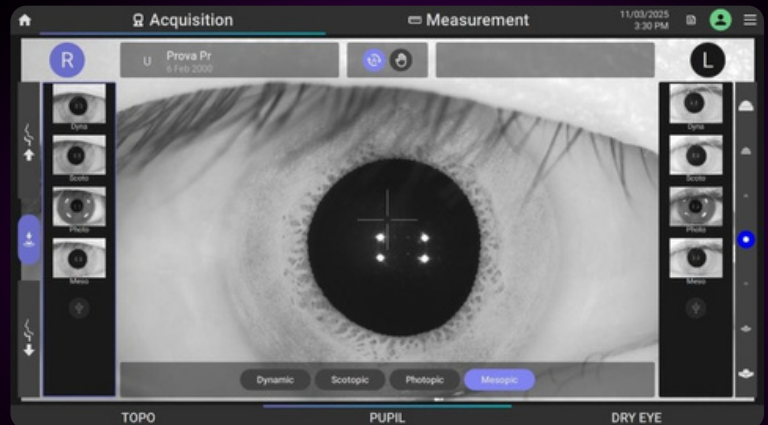 Acquisition
Measurement
11/03/2025
3:30 PM
R
U
Prova Pr
6 Feb 2000
L
Dyna
Scoto
Photo
Meso
Dyna
Scoto
Photo
Meso
Dynamic
Scotopic
Photopic
Mesopic
TOPO
PUPIL
DRY EYE